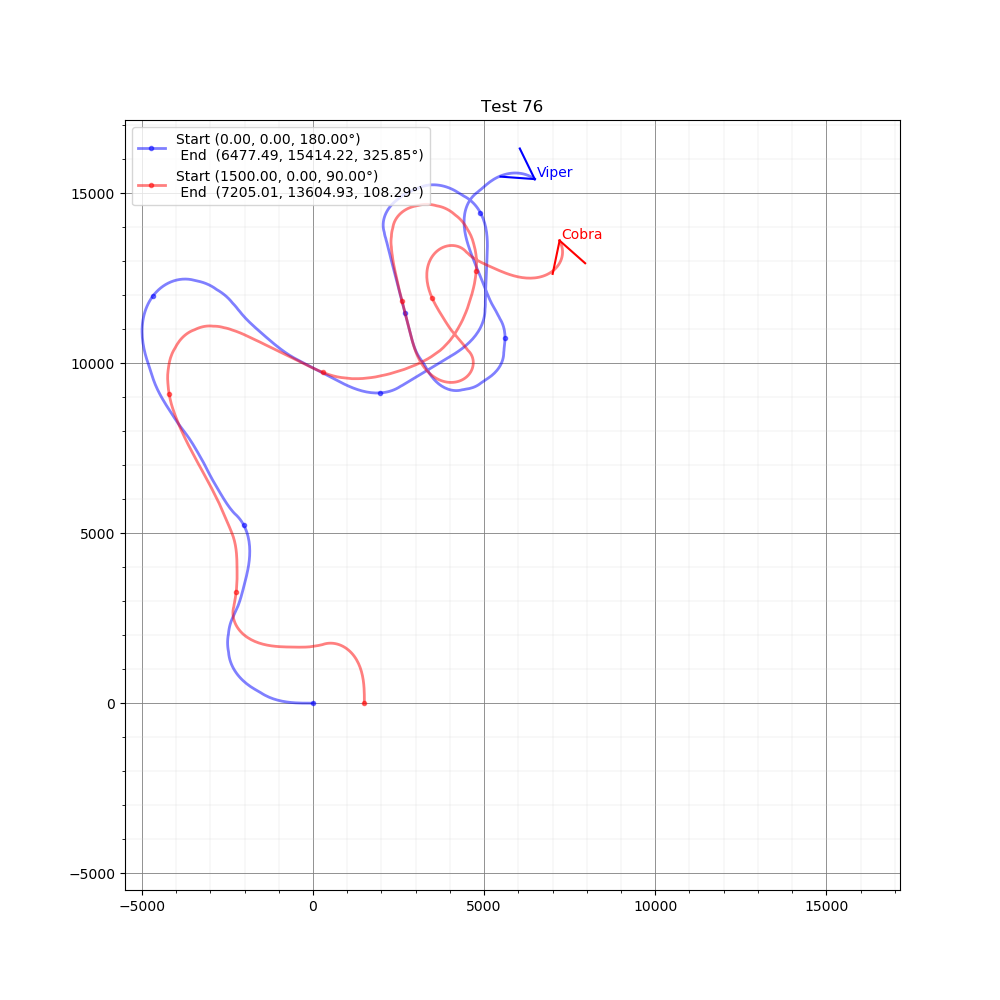 Test 76
Start (0.00, 0.00, 180.00°)
End  (6477.49, 15414.22, 325.85°)
Start (1500.00, 0.00, 90.00°)
End  (7205.01, 13604.93, 108.29°)
Viper
Cobra
15000
10000
5000
0
−5000
−5000
0
5000
10000
15000